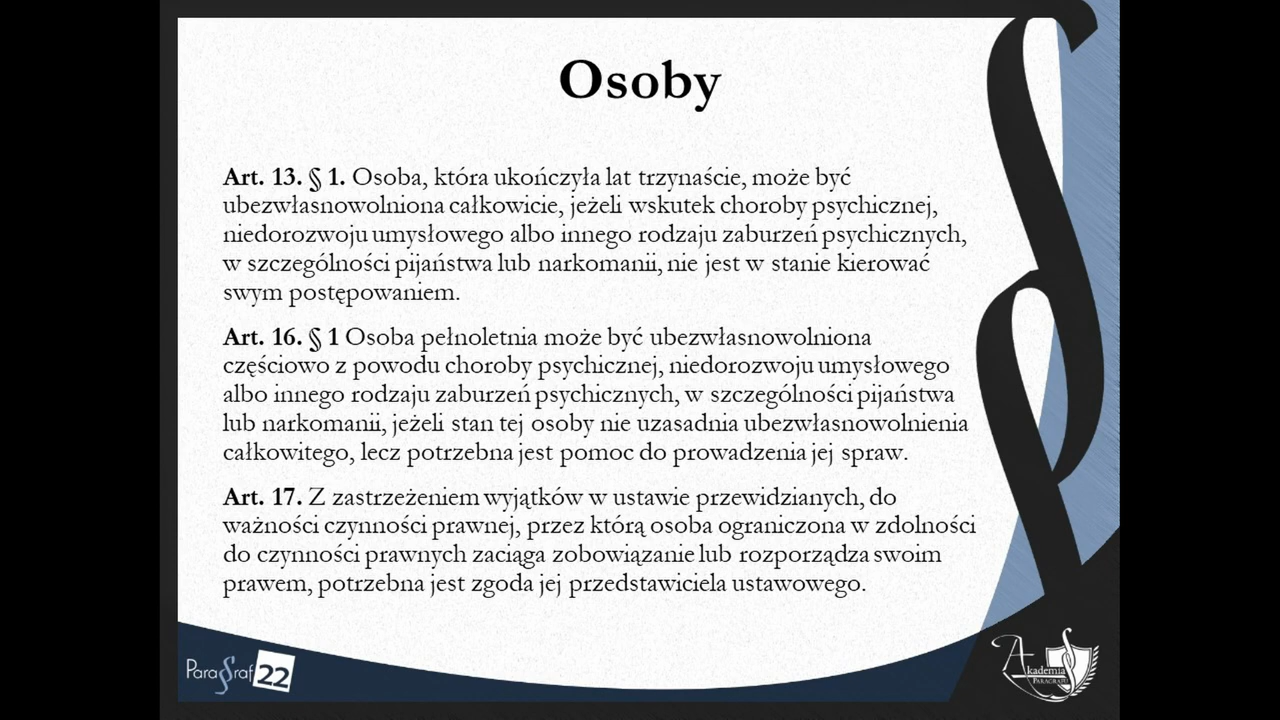 Osoby
Art. 13. § 1. Osoba, która ukończyła lat trzynaście, może być
ubezwłasnowolniona całkowicie, jeżeli wskutek choroby psychicznej,
niedorozwoju umysłowego albo innego rodzaju zaburzeń psychicznych,
w szczególności pijaństwa lub narkomanii, nie jest w stanie kierować
swym postępowaniem.
Art. 16. § 1 Osoba pełnoletnia może być ubezwłasnowolniona
częściowo z powodu choroby psychicznej, niedorozwoju umysłowego
albo innego rodzaju zaburzeń psychicznych, w szczególności pijaństwa
lub narkomanii, jeżeli stan tej osoby nie uzasadnia ubezwłasnowolnienia
całkowitego, lecz potrzebna jest pomoc do prowadzenia jej spraw.
Art. 17. Z zastrzeżeniem wyjątków w ustawie przewidzianych, do
ważności czynności prawnej, przez którą osoba ograniczona w zdolności
do czynności prawnych zaciąga zobowiązanie lub rozporządza swoim
prawem, potrzebna jest zgoda jej przedstawiciela ustawowego.
Para§raf 22
Akademia
Paragrafu